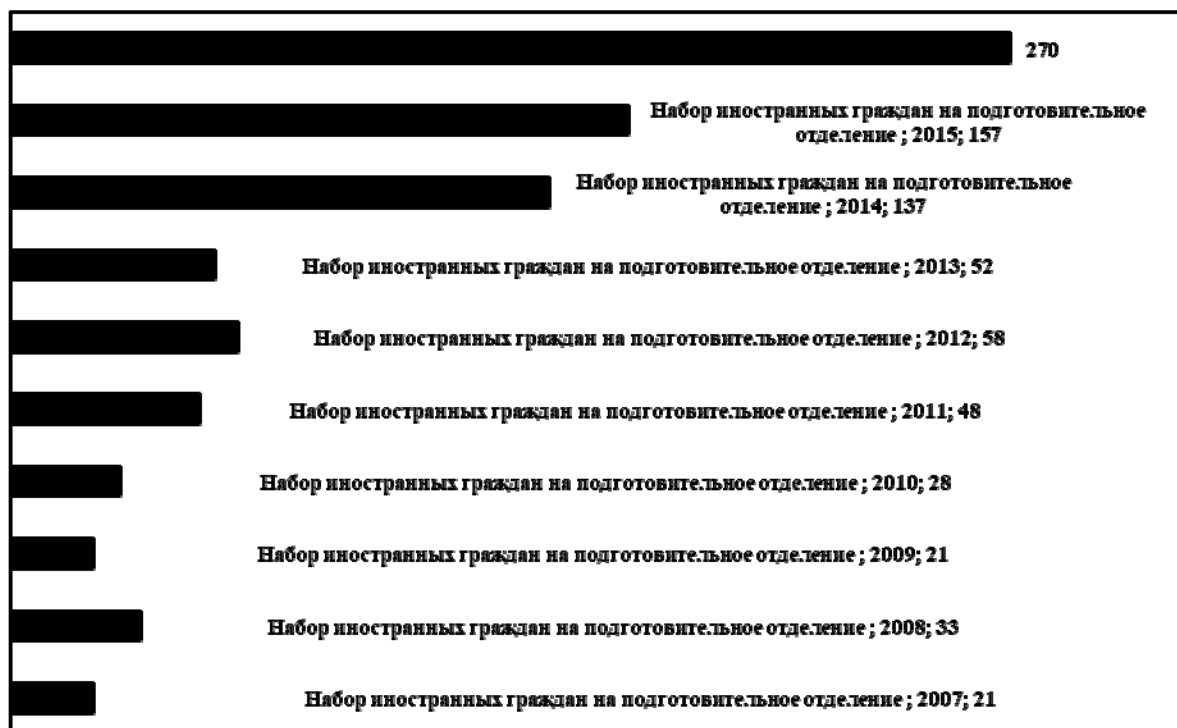 270
Набор иностранных граждан на подготовительное
отделение ; 2015; 157
Набор иностранных граждан на подготовительное
отделение ; 2014; 137
Набор иностранных граждан на подготовительное отделение ; 2013; 52
Набор иностранных граждан на подготовительное отделение ; 2012; 58
Набор иностранных граждан на подготовительное отделение ; 2011; 48
Набор иностранных граждан на подготовительное отделение ; 2010; 28
Набор иностранных граждан на подготовительное отделение ; 2009; 21
Набор иностранных граждан на подготовительное отделение ; 2008; 33
Набор иностранных граждан на подготовительное отделение ; 2007; 21